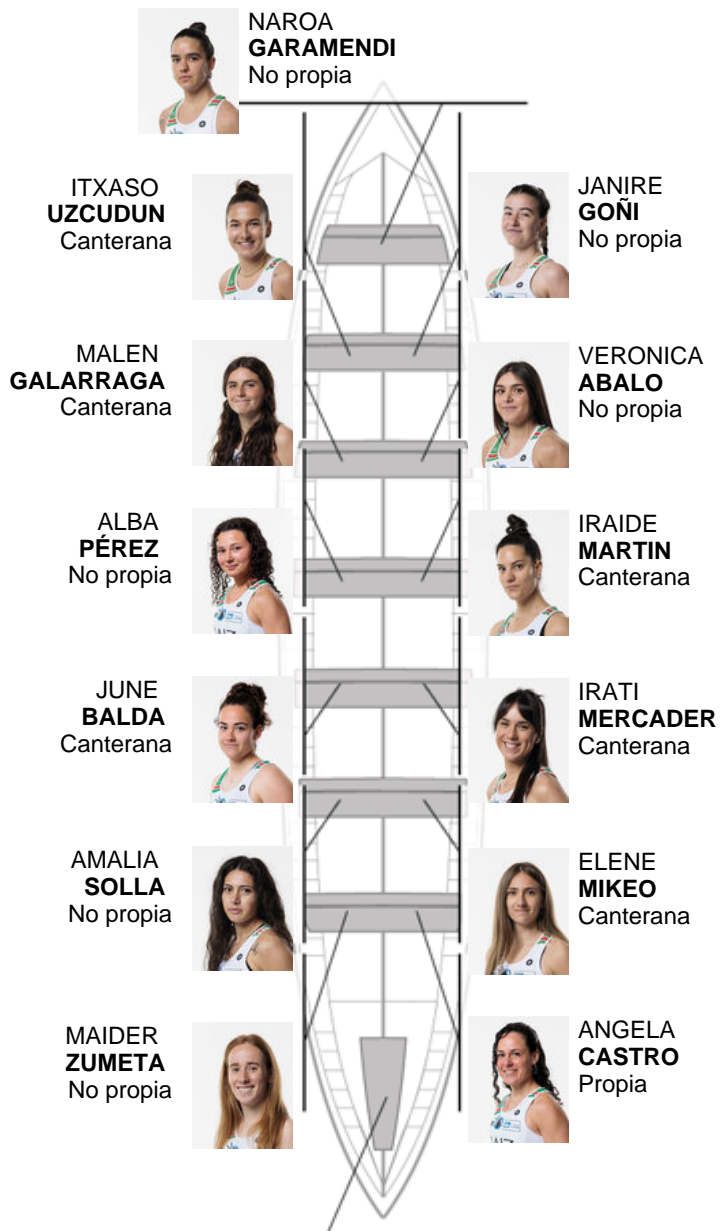 NAROA
GARAMENDI
No propia
ITXASO
UZCUDUN
Canterana
JANIRE
GOÑI
No propia
MALEN
GALARRAGA
Canterana
VERONICA
ABALO
No propia
ALBA
PÉREZ
No propia
IRAIDE
MARTIN
Canterana
JUNE
BALDA
Canterana
IRATI
MERCADER
Canterana
AMALIA
SOLLA
No propia
ELENE
MIKEO
Canterana
MAIDER
ZUMETA
No propia
ANGELA
CASTRO
Propia